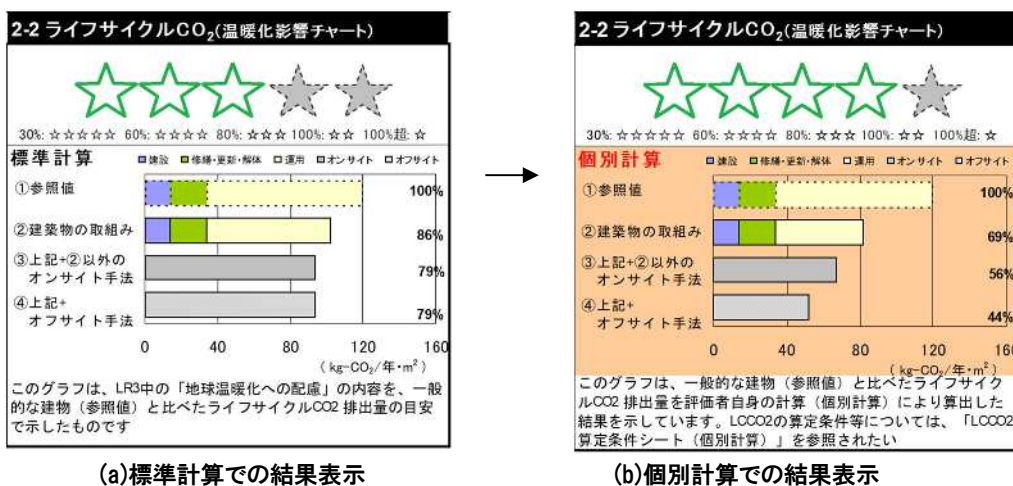 2-2 ライフサイクルCO₂(温暖化影響チャート)
30%: ☆☆☆☆☆ 60%: ☆☆☆☆ 80%: ☆☆☆ 100%: ☆☆ 100%超: ☆
標準計算
建設 修繕・更新・解体 運用 オンサイト オフサイト
①参照値 100%
②建築物の取組み 86%
③上記+②以外の
オンサイト手法 79%
④上記+
オフサイト手法 79%
0 40 80 120 160
(kg-CO₂/年・m²)
このグラフは、LR3中の「地球温暖化への配慮」の内容を、一般
的な建物(参照値)と比べたライフサイクルCO2 排出量の目安
で示したものです
(a)標準計算での結果表示
2-2 ライフサイクルCO₂(温暖化影響チャート)
30%: ☆☆☆☆☆ 60%: ☆☆☆☆ 80%: ☆☆☆ 100%: ☆☆ 100%超: ☆
個別計算
建設 修繕・更新・解体 運用 オンサイト オフサイト
①参照値 100%
②建築物の取組み 69%
③上記+②以外の
オンサイト手法 56%
④上記+
オフサイト手法 44%
0 40 80 120 160
(kg-CO₂/年・m²)
このグラフは、一般的な建物(参照値)と比べたライフサイク
ルCO2 排出量を評価者自身の計算(個別計算)により算出した
結果を示しています。LCCO2の算定条件等については、「LCCO2
算定条件シート(個別計算)」を参照されたい
(b)個別計算での結果表示